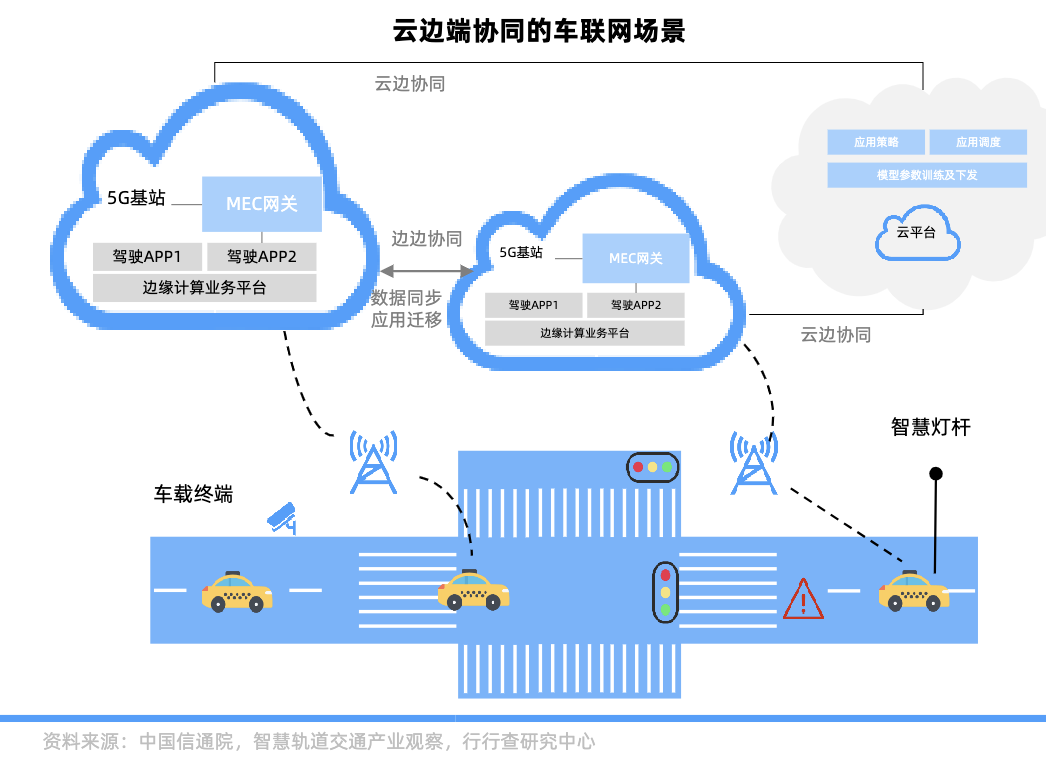 云边端协同的车联网场景
云边协同
应用策略
应用调度
模型参数训练及下发
云平台
5G基站
MEC网关
驾驶APP1
驾驶APP2
边缘计算业务平台
边边协同
数据同步
应用迁移
5G基站
MEC网关
驾驶APP1
驾驶APP2
边缘计算业务平台
云边协同
智慧灯杆
车载终端
资料来源：中国信通院，智慧轨道交通产业观察，行行查研究中心